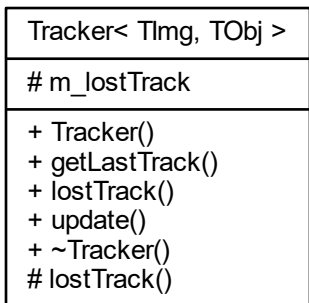 Tracker< TImg, TObj >
# m_lostTrack
+ Tracker()
+ getLastTrack()
+ lostTrack()
+ update()
+ ~Tracker()
# lostTrack()